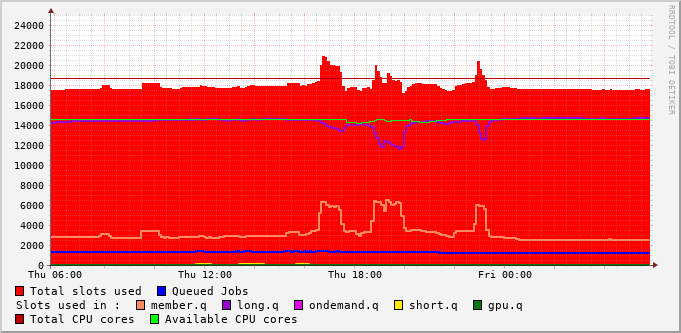 24000
22000
20000
18000
16000
14000
12000
10000
8000
6000
4000
2000
0
Thu 06:00 Thu 12:00 Thu 18:00 Fri 00:00
RRDTOOL / TOBI OETIKER
Total slots used Queued Jobs
Slots used in : member.q long.q ondemand.q short.q gpu.q
Total CPU cores Available CPU cores